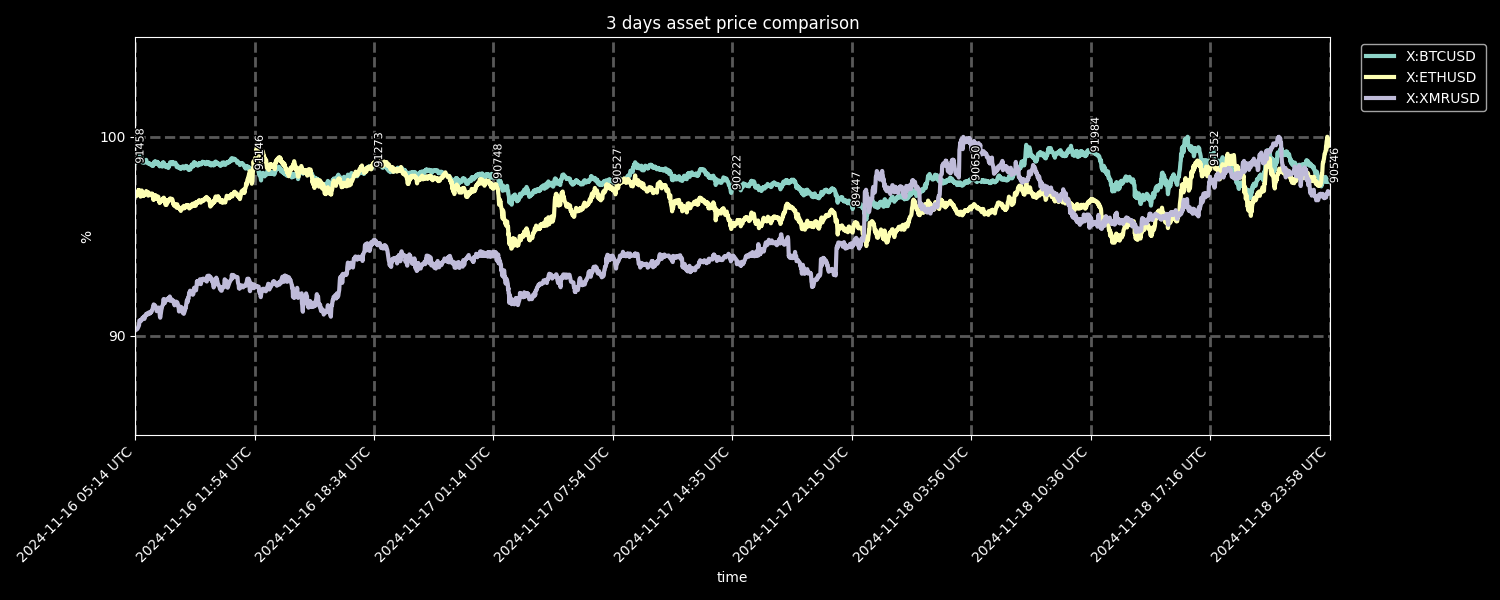 3 days asset price comparison
X:BTCUSD
X:ETHUSD
X:XMRUSD
100
90
%
91458
91273
90748
90527
90222
89447
90650
91984
91352
90546
2024-11-16 05:14 UTC
2024-11-16 11:54 UTC
2024-11-16 18:34 UTC
2024-11-17 01:14 UTC
2024-11-17 07:54 UTC
2024-11-17 14:35 UTC
2024-11-17 21:15 UTC
2024-11-18 03:56 UTC
2024-11-18 10:36 UTC
2024-11-18 17:16 UTC
2024-11-18 23:58 UTC
time